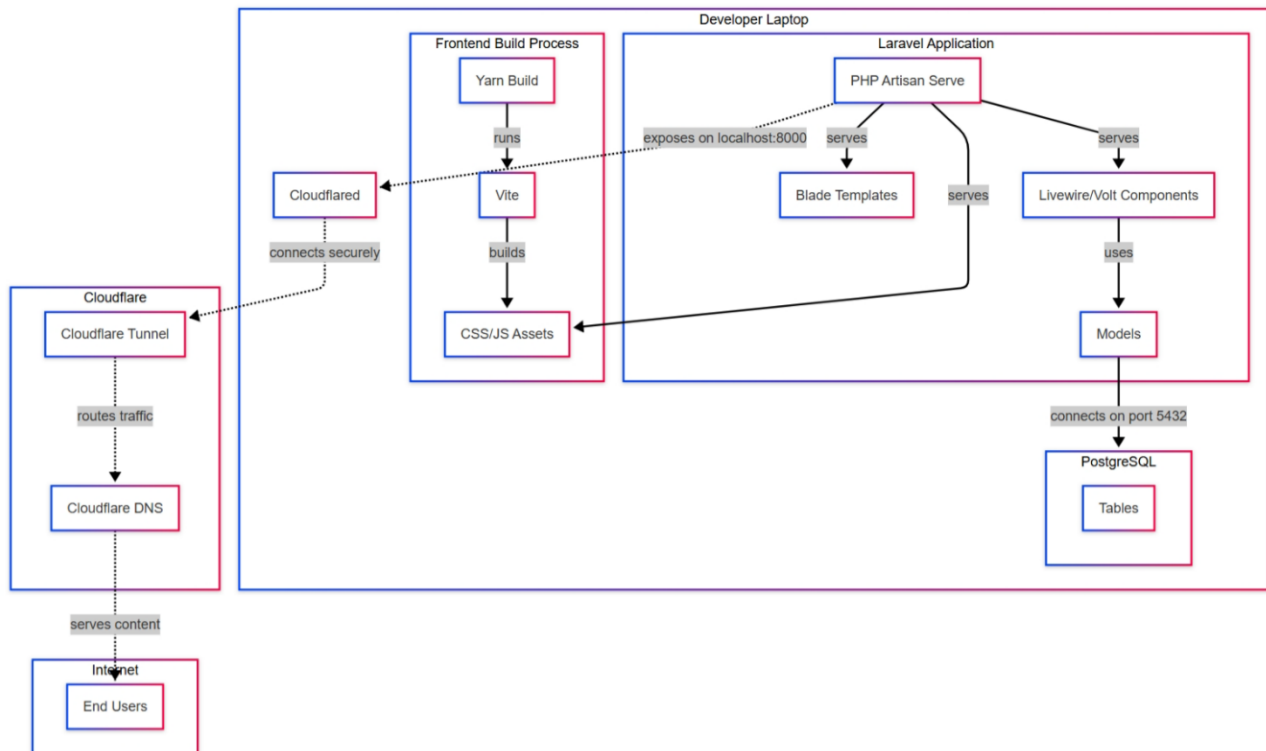 Developer Laptop
Frontend Build Process
Laravel Application
Yarn Build
PHP Artisan Serve
runs
exposes on localhost:8000
serves
serves
Cloudflared
Vite
Blade Templates
serves
Livewire/Volt Components
connects securely
builds
uses
Cloudflare
Cloudflare Tunnel
CSS/JS Assets
Models
routes traffic
connects on port 5432
PostgreSQL
Cloudflare DNS
Tables
serves content
Internet
End Users